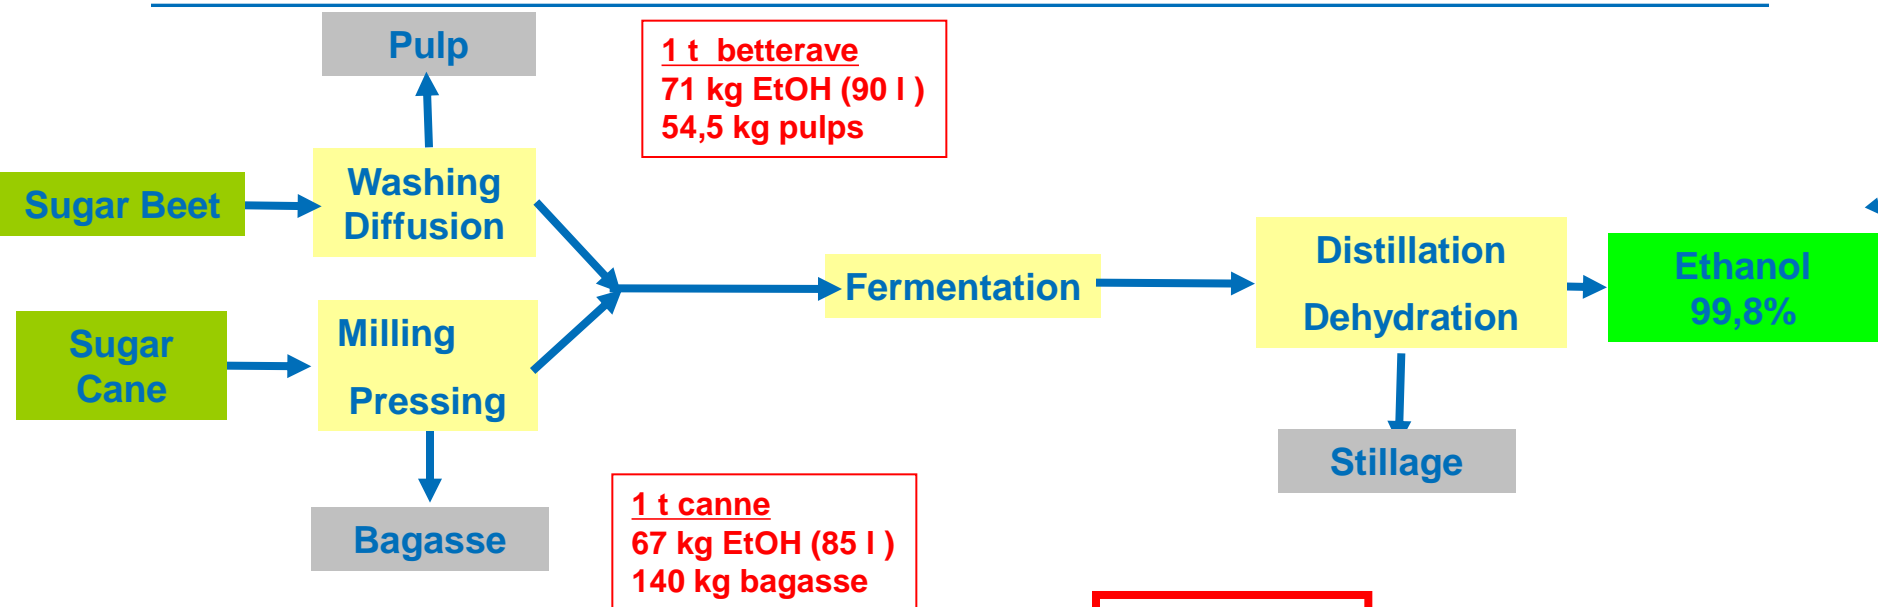 Pulp
1 t betterave
71 kg EtOH (90 l )
54,5 kg pulps
Washing
Diffusion
Sugar Beet
Distillation
Dehydration
Ethanol
99,8%
Fermentation
Sugar
Cane
Milling
Pressing
Stillage
Bagasse
1 t canne
67 kg EtOH (85 l )
140 kg bagasse